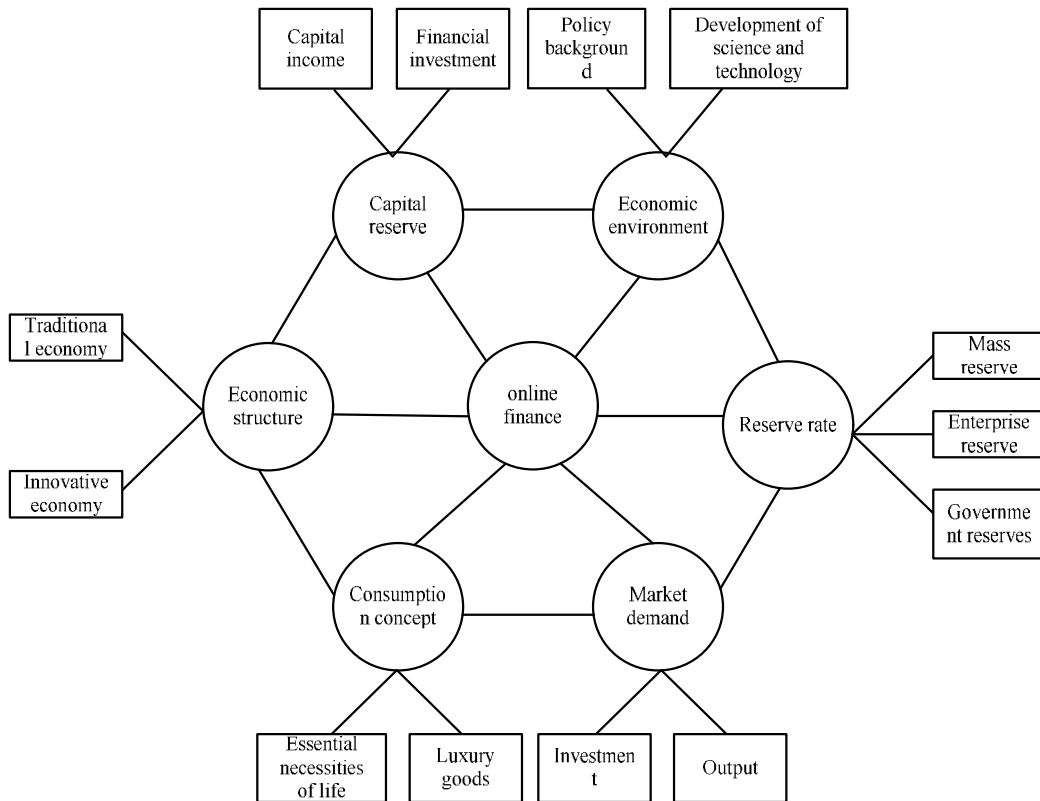 Capital
income
Financial
investment
Policy
backgroun
d
Development of
science and
technology
Capital
reserve
Economic
environment
Traditiona
l economy
Innovative
economy
Economic
structure
online
finance
Reserve rate
Mass
reserve
Enterprise
reserve
Governme
nt reserves
Consumptio
n concept
Market
demand
Essential
necessities
of life
Luxury
goods
Investmen
t
Output